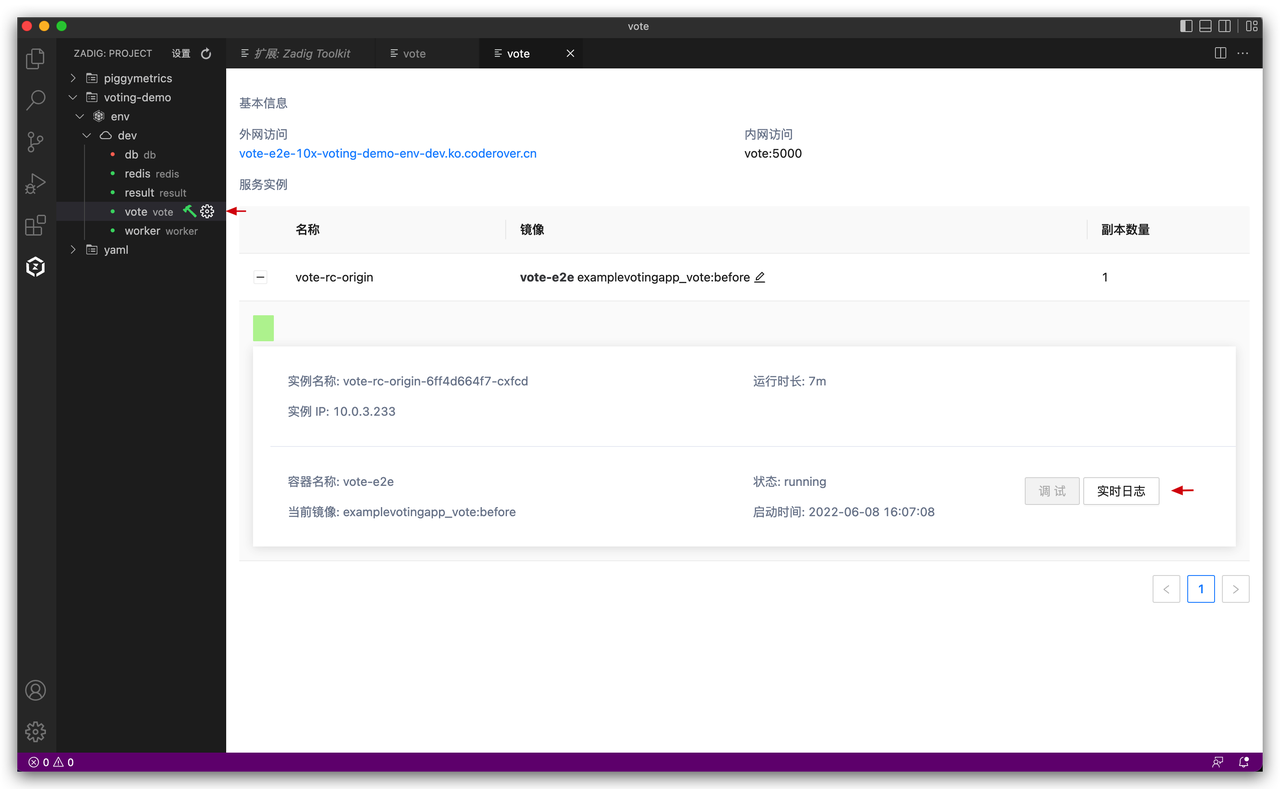 vote
ZADIG: PROJECT 设置
扩展: Zadig Toolkit
vote
vote
piggymetrics
voting-demo
env
dev
db db
redis redis
result result
vote vote
worker worker
yaml
基本信息
外网访问 内网访问
vote-e2e-10x-voting-demo-env-dev.ko.coderover.cn vote:5000
服务实例
名称 镜像 副本数量
vote-rc-origin vote-e2e examplevotingapp_vote:before 1
实例名称: vote-rc-origin-6ff4d664f7-cxfcd 运行时长: 7m
实例 IP: 10.0.3.233
容器名称: vote-e2e 状态: running
调 试 实时日志
当前镜像: examplevotingapp_vote:before 启动时间: 2022-06-08 16:07:08
< 1 >
0 0